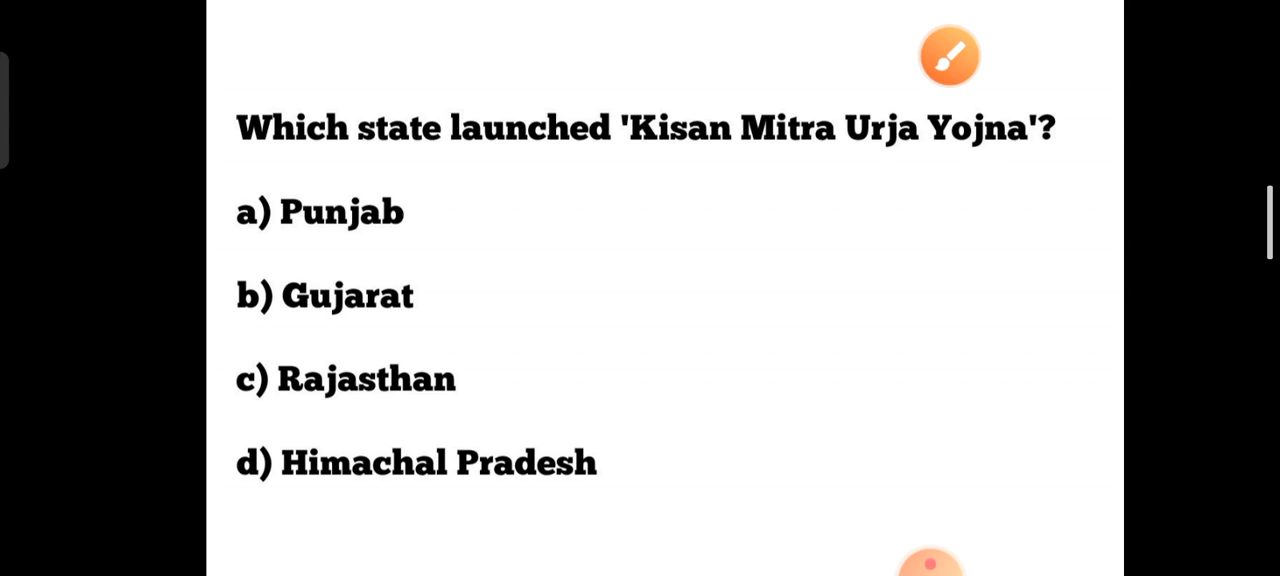 Which state launched 'Kisan Mitra Urja Yojna'?
a) Punjab
b) Gujarat
c) Rajasthan
d) Himachal Pradesh